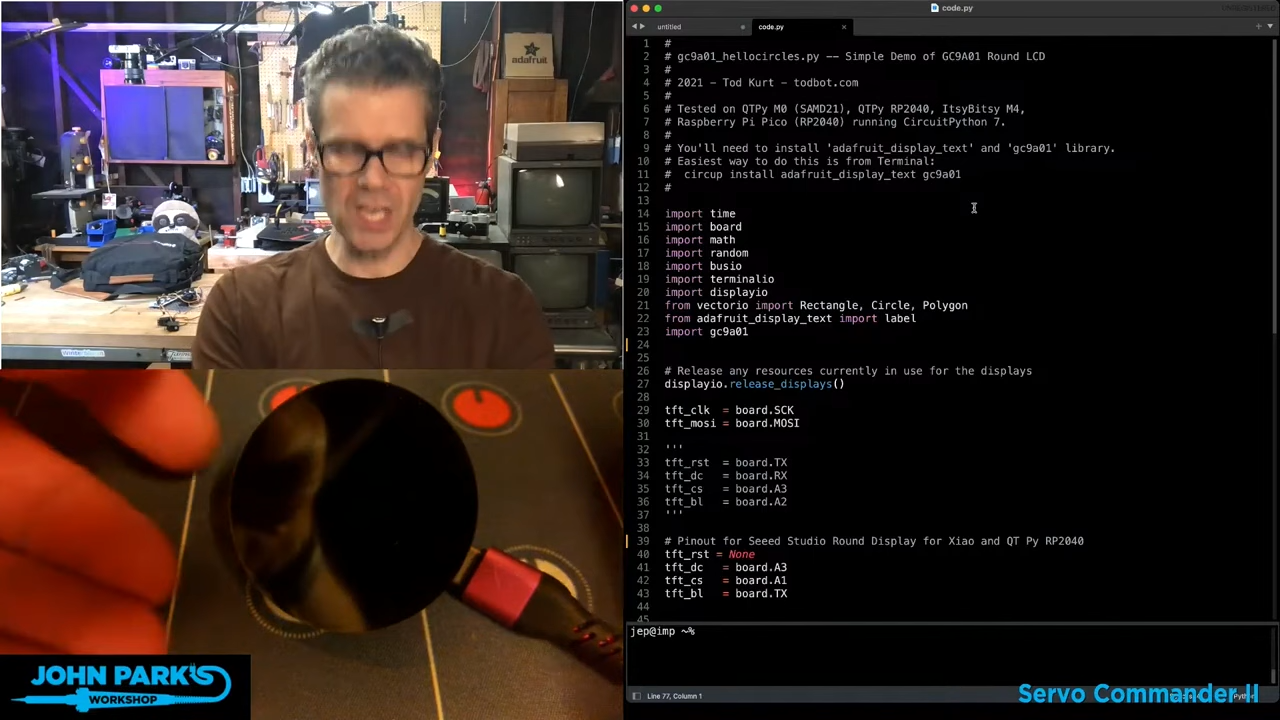 adafruit
Winterbloom
JOHN PARK'S
WORKSHOP
code.py
untitled
code.py
1 #
2 # gc9a01_hellocircles.py -- Simple Demo of GC9A01 Round LCD
3 #
4 # 2021 - Tod Kurt - todbot.com
5 #
6 # Tested on QTPy M0 (SAMD21), QTPy RP2040, ItsyBitsy M4,
7 # Raspberry Pi Pico (RP2040) running CircuitPython 7.
8 #
9 # You'll need to install 'adafruit_display_text' and 'gc9a01' library.
10 # Easiest way to do this is from Terminal:
11 #  circup install adafruit_display_text gc9a01
12 #
13
14 import time
15 import board
16 import math
17 import random
18 import busio
19 import terminalio
20 import displayio
21 from vectorio import Rectangle, Circle, Polygon
22 from adafruit_display_text import label
23 import gc9a01
24
25
26 # Release any resources currently in use for the displays
27 displayio.release_displays()
28
29 tft_clk  = board.SCK
30 tft_mosi = board.MOSI
31
32 '''
33 tft_rst  = board.TX
34 tft_dc   = board.RX
35 tft_cs   = board.A3
36 tft_bl   = board.A2
37 '''
38
39 # Pinout for Seeed Studio Round Display for Xiao and QT Py RP2040
40 tft_rst = None
41 tft_dc   = board.A3
42 tft_cs   = board.A1
43 tft_bl   = board.TX
44
45
jep@imp ~%
Line 77, Column 1
Servo Commander II